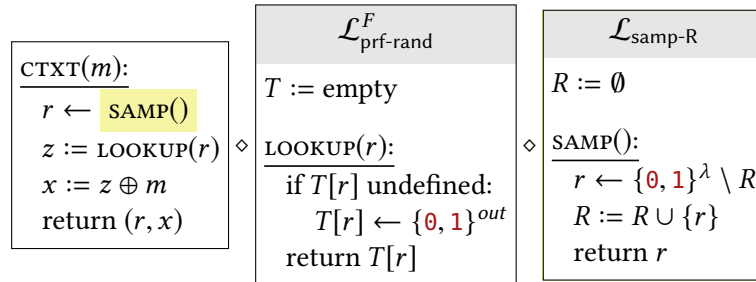 CTXT(m):
r ← SAMP()
z := LOOKUP(r)
x := z ⊕ m
return (r, x)
⋄
𝓛^F_prf-rand
T := empty
LOOKUP(r):
if T[r] undefined:
T[r] ← {0, 1}^out
return T[r]
⋄
𝓛_samp-R
R := ∅
SAMP():
r ← {0, 1}^λ \ R
R := R ∪ {r}
return r